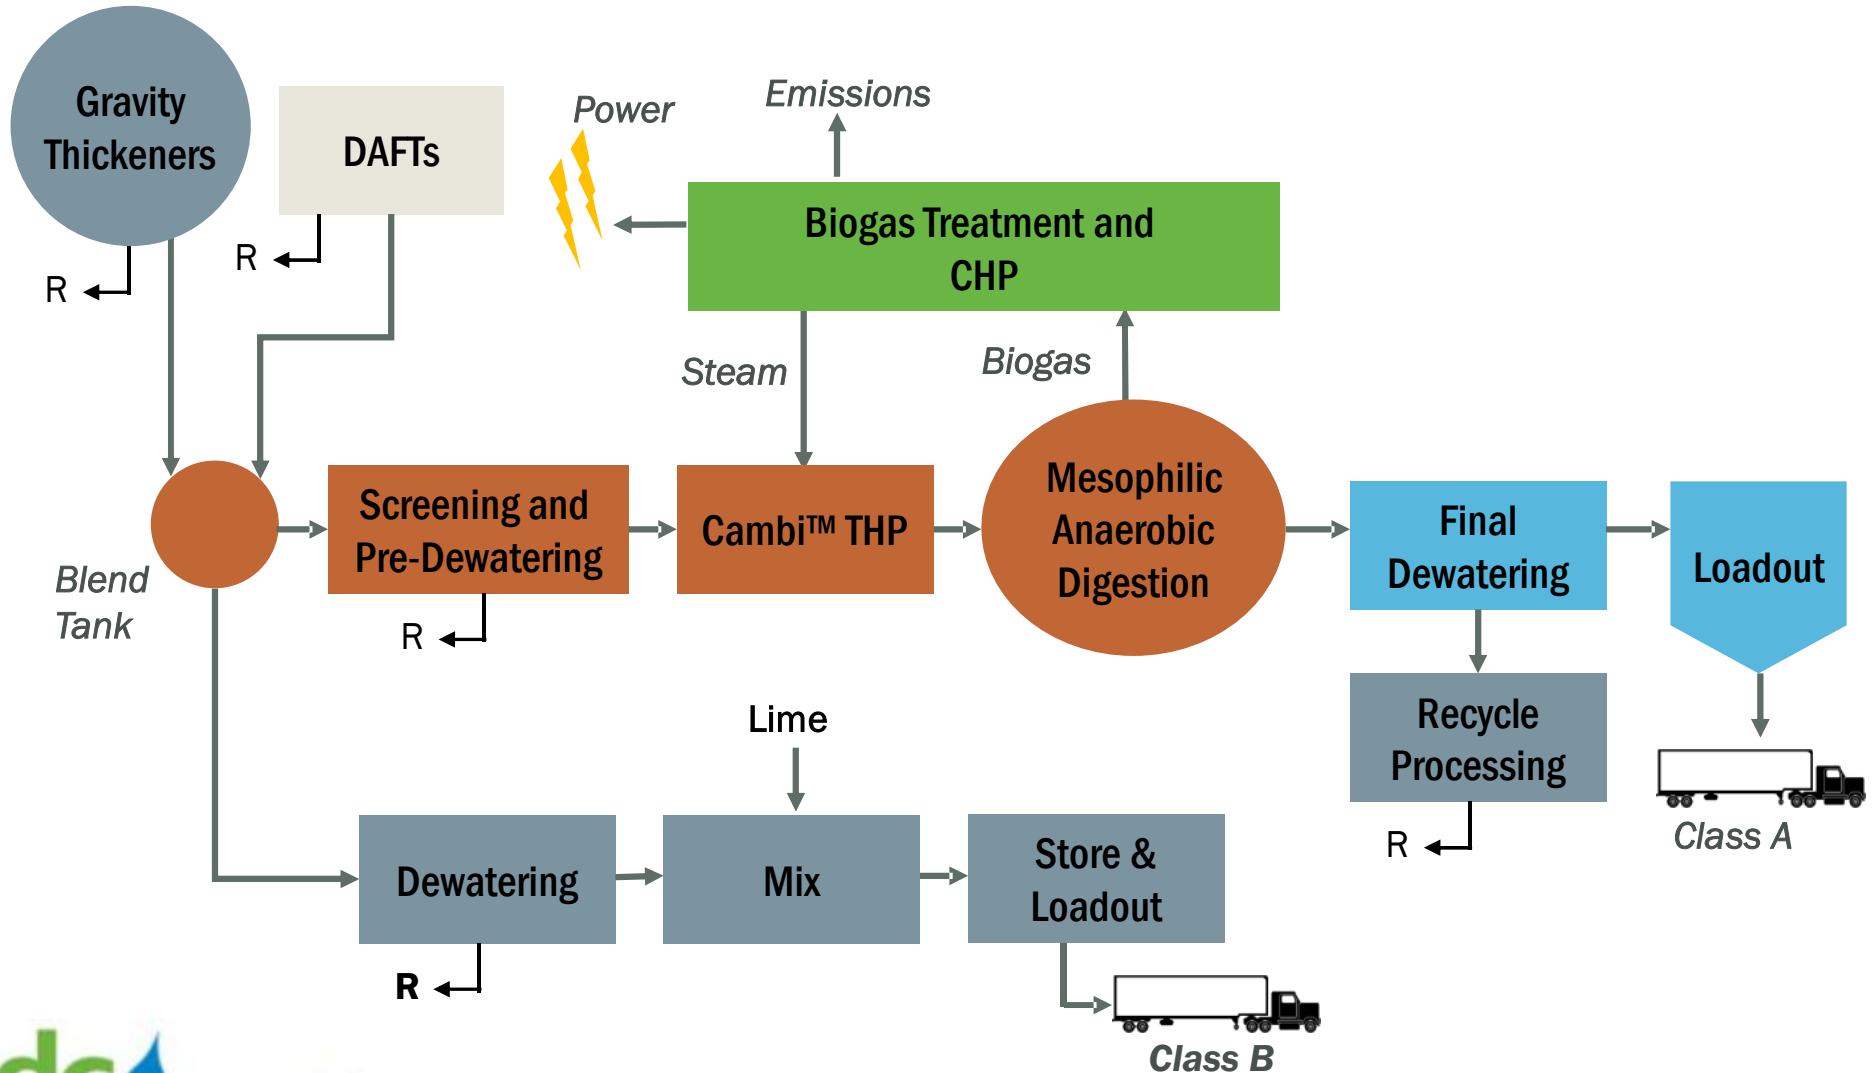 Gravity
Thickeners
DAFTs
Power
Emissions
R
R
Biogas Treatment and
CHP
Steam
Biogas
Blend
Tank
Screening and
Pre-Dewatering
R
Cambi™ THP
Mesophilic
Anaerobic
Digestion
Final
Dewatering
Loadout
Recycle
Processing
R
Class A
Lime
Dewatering
R
Mix
Store &
Loadout
Class B
dc